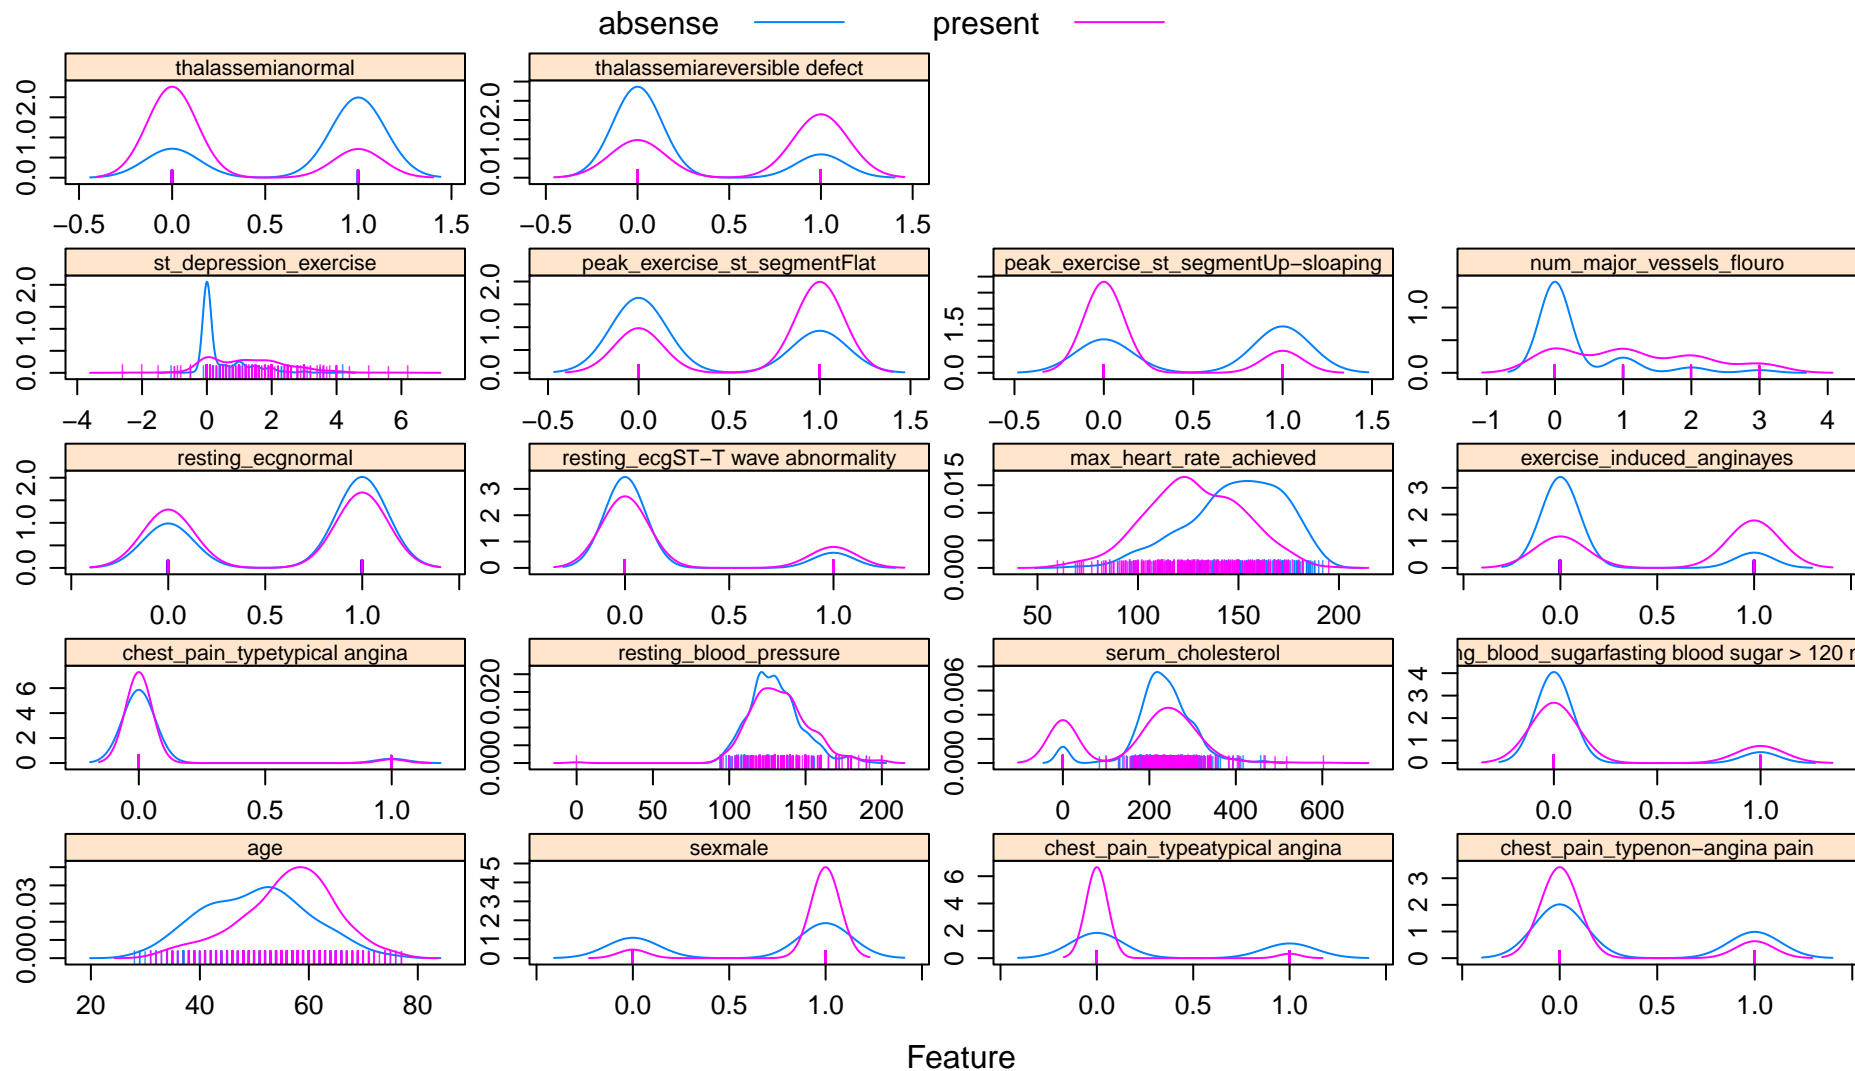 absense present
thalassemianormal thalassemiareversible defect
0.0 1.0 2.0 0.0 1.0 2.0
−0.5 0.0 0.5 1.0 1.5 −0.5 0.0 0.5 1.0 1.5
st_depression_exercise peak_exercise_st_segmentFlat peak_exercise_st_segmentUp−sloaping num_major_vessels_flouro
0.0 1.0 2.0 0.0 1.0 2.0 0.0 1.5 0.0 1.0
−4 −2 0 2 4 6 −0.5 0.0 0.5 1.0 1.5 −0.5 0.0 0.5 1.0 1.5 −1 0 1 2 3 4
resting_ecgnormal resting_ecgST−T wave abnormality max_heart_rate_achieved exercise_induced_anginayes
0.0 1.0 2.0 0 1 2 3 0.000 0.015 0 1 2 3
0.0 0.5 1.0 0.0 0.5 1.0 50 100 150 200 0.0 0.5 1.0
chest_pain_typetypical angina resting_blood_pressure serum_cholesterol ng_blood_sugarfasting blood sugar > 120 m
0 2 4 6 0.000 0.020 0.000 0.006 0 1 2 3 4
0.0 0.5 1.0 0 50 100 150 200 0 200 400 600 0.0 0.5 1.0
age sexmale chest_pain_typeatypical angina chest_pain_typenon−angina pain
0.00 0.03 0 1 2 3 4 5 0 2 4 6 0 1 2 3
20 40 60 80 0.0 0.5 1.0 0.0 0.5 1.0 0.0 0.5 1.0
Feature